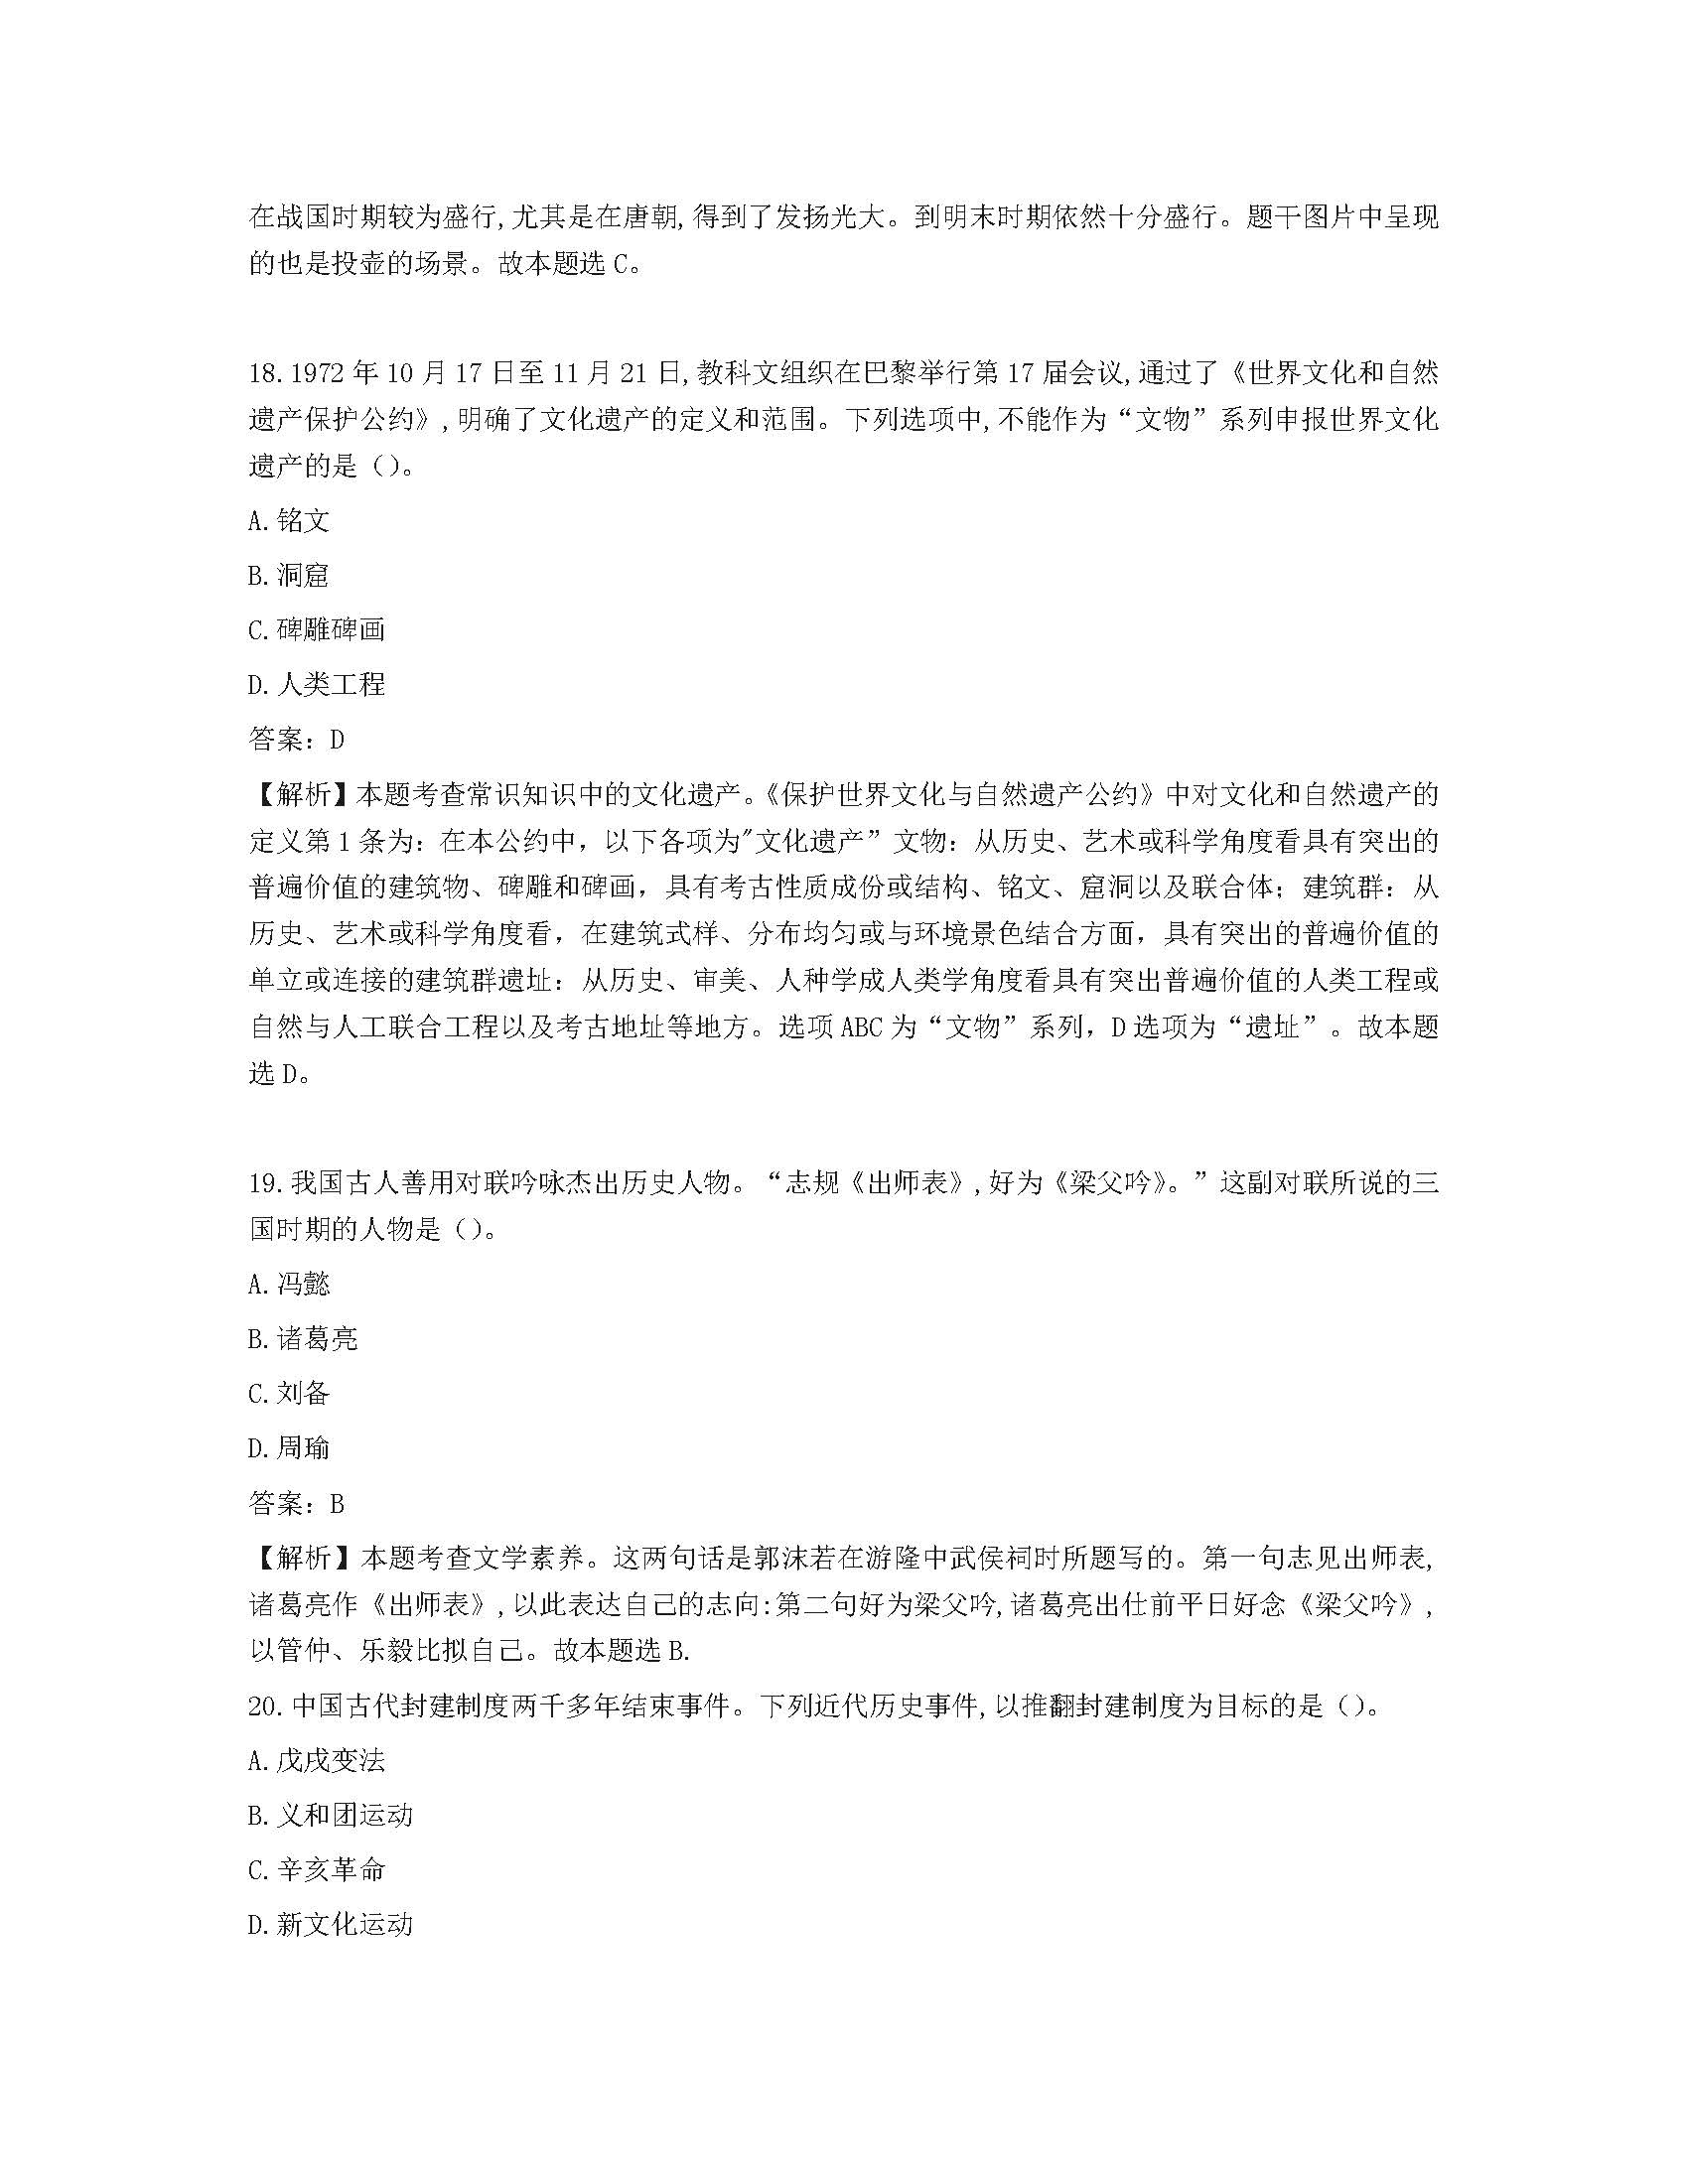 在战国时期较为盛行,尤其是在唐朝,得到了发扬光大。到明末时期依然十分盛行。题干图片中呈现
的也是投壶的场景。故本题选 C。
18.1972 年 10 月 17 日至 11 月 21 日,教科文组织在巴黎举行第 17 届会议,通过了《世界文化和自然
遗产保护公约》,明确了文化遗产的定义和范围。下列选项中,不能作为“文物”系列申报世界文化
遗产的是（）。
A.铭文
B.洞窟
C.碑雕碑画
D.人类工程
答案：D
【解析】本题考查常识知识中的文化遗产。《保护世界文化与自然遗产公约》中对文化和自然遗产的
定义第 1 条为：在本公约中，以下各项为"文化遗产”文物：从历史、艺术或科学角度看具有突出的
普遍价值的建筑物、碑雕和碑画，具有考古性质成份或结构、铭文、窟洞以及联合体；建筑群：从
历史、艺术或科学角度看，在建筑式样、分布均匀或与环境景色结合方面，具有突出的普遍价值的
单立或连接的建筑群遗址：从历史、审美、人种学成人类学角度看具有突出普遍价值的人类工程或
自然与人工联合工程以及考古地址等地方。选项 ABC 为“文物”系列，D 选项为“遗址”。故本题
选 D。
19.我国古人善用对联吟咏杰出历史人物。“志规《出师表》,好为《梁父吟》。”这副对联所说的三
国时期的人物是（）。
A.冯懿
B.诸葛亮
C.刘备
D.周瑜
答案：B
【解析】本题考查文学素养。这两句话是郭沫若在游隆中武侯祠时所题写的。第一句志见出师表,
诸葛亮作《出师表》,以此表达自己的志向:第二句好为梁父吟,诸葛亮出仕前平日好念《梁父吟》,
以管仲、乐毅比拟自己。故本题选 B.
20.中国古代封建制度两千多年结束事件。下列近代历史事件,以推翻封建制度为目标的是（）。
A.戊戌变法
B.义和团运动
C.辛亥革命
D.新文化运动